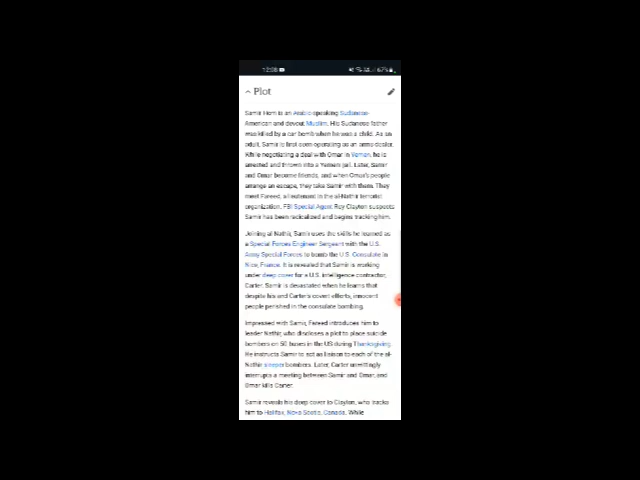 12:08
67%
Plot
Samir Horn is an Arabic-speaking Sudanese-
American and devout Muslim. His Sudanese father
was killed by a car bomb when he was a child. As an
adult, Samir is first seen operating as an arms dealer.
While negotiating a deal with Omar in Yemen, he is
arrested and thrown into a Yemeni jail. Later, Samir
and Omar become friends, and when Omar's people
arrange an escape, they take Samir with them. They
meet Fareed, a lieutenant in the al-Nathir terrorist
organization. FBI Special Agent Roy Clayton suspects
Samir has been radicalized and begins tracking him.
Joining al-Nathir, Samir uses the skills he learned as
a Special Forces Engineer Sergeant with the U.S.
Army Special Forces to bomb the U.S. Consulate in
Nice, France. It is revealed that Samir is working
under deep cover for a U.S. intelligence contractor,
Carter. Samir is devastated when he learns that
despite his and Carter's covert efforts, innocent
people perished in the consulate bombing.
Impressed with Samir, Fareed introduces him to
leader Nathir, who discloses a plot to place suicide
bombers on 50 buses in the US during Thanksgiving.
He instructs Samir to act as liaison to each of the al-
Nathir sleeper bombers. Later, Carter unwittingly
interrupts a meeting between Samir and Omar, and
Omar kills Carter.
Samir reveals his deep cover to Clayton, who tracks
him to Halifax, Nova Scotia, Canada. While